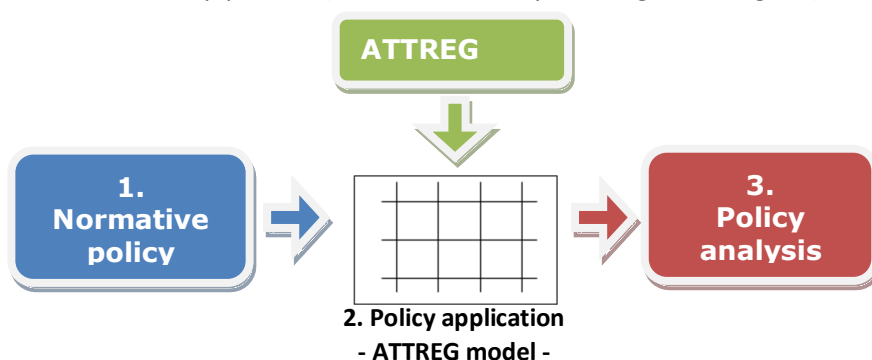 ATTREG
1.
Normative
policy
3.
Policy
analysis
2. Policy application
- ATTREG model -